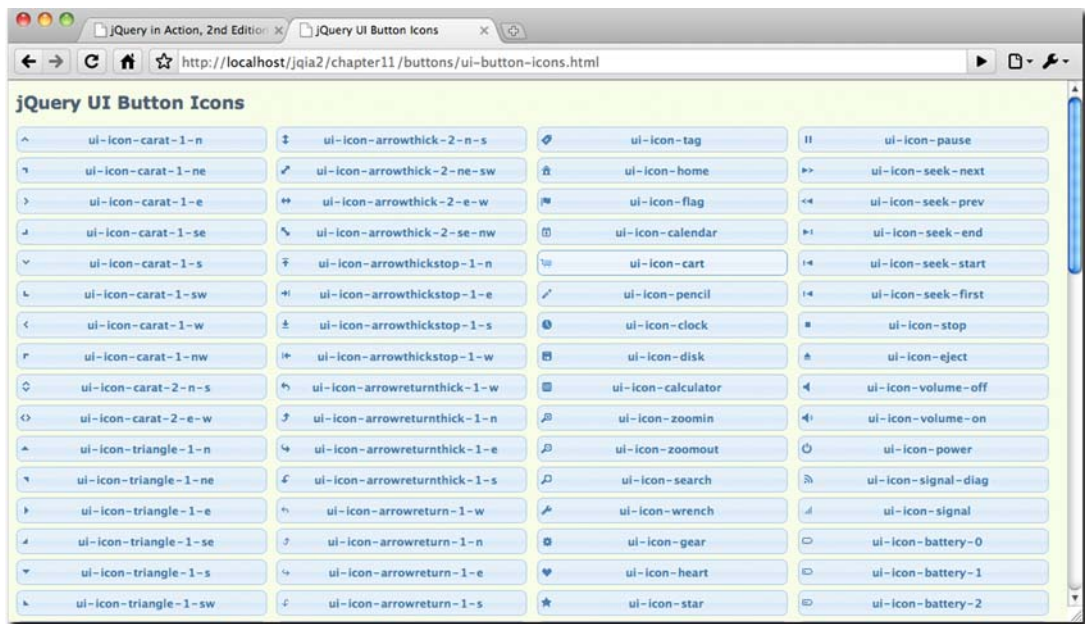 jQuery in Action, 2nd Edition
jQuery UI Button Icons
http://localhost/jqia2/chapter11/buttons/ui-button-icons.html
jQuery UI Button Icons
ui-icon-carat-1-n ui-icon-arrowthick-2-n-s ui-icon-tag ui-icon-pause
ui-icon-carat-1-ne ui-icon-arrowthick-2-ne-sw ui-icon-home ui-icon-seek-next
ui-icon-carat-1-e ui-icon-arrowthick-2-e-w ui-icon-flag ui-icon-seek-prev
ui-icon-carat-1-se ui-icon-arrowthick-2-se-nw ui-icon-calendar ui-icon-seek-end
ui-icon-carat-1-s ui-icon-arrowthickstop-1-n ui-icon-cart ui-icon-seek-start
ui-icon-carat-1-sw ui-icon-arrowthickstop-1-e ui-icon-pencil ui-icon-seek-first
ui-icon-carat-1-w ui-icon-arrowthickstop-1-s ui-icon-clock ui-icon-stop
ui-icon-carat-1-nw ui-icon-arrowthickstop-1-w ui-icon-disk ui-icon-eject
ui-icon-carat-2-n-s ui-icon-arrowreturnthick-1-w ui-icon-calculator ui-icon-volume-off
ui-icon-carat-2-e-w ui-icon-arrowreturnthick-1-n ui-icon-zoomin ui-icon-volume-on
ui-icon-triangle-1-n ui-icon-arrowreturnthick-1-e ui-icon-zoomout ui-icon-power
ui-icon-triangle-1-ne ui-icon-arrowreturnthick-1-s ui-icon-search ui-icon-signal-diag
ui-icon-triangle-1-e ui-icon-arrowreturn-1-w ui-icon-wrench ui-icon-signal
ui-icon-triangle-1-se ui-icon-arrowreturn-1-n ui-icon-gear ui-icon-battery-0
ui-icon-triangle-1-s ui-icon-arrowreturn-1-e ui-icon-heart ui-icon-battery-1
ui-icon-triangle-1-sw ui-icon-arrowreturn-1-s ui-icon-star ui-icon-battery-2